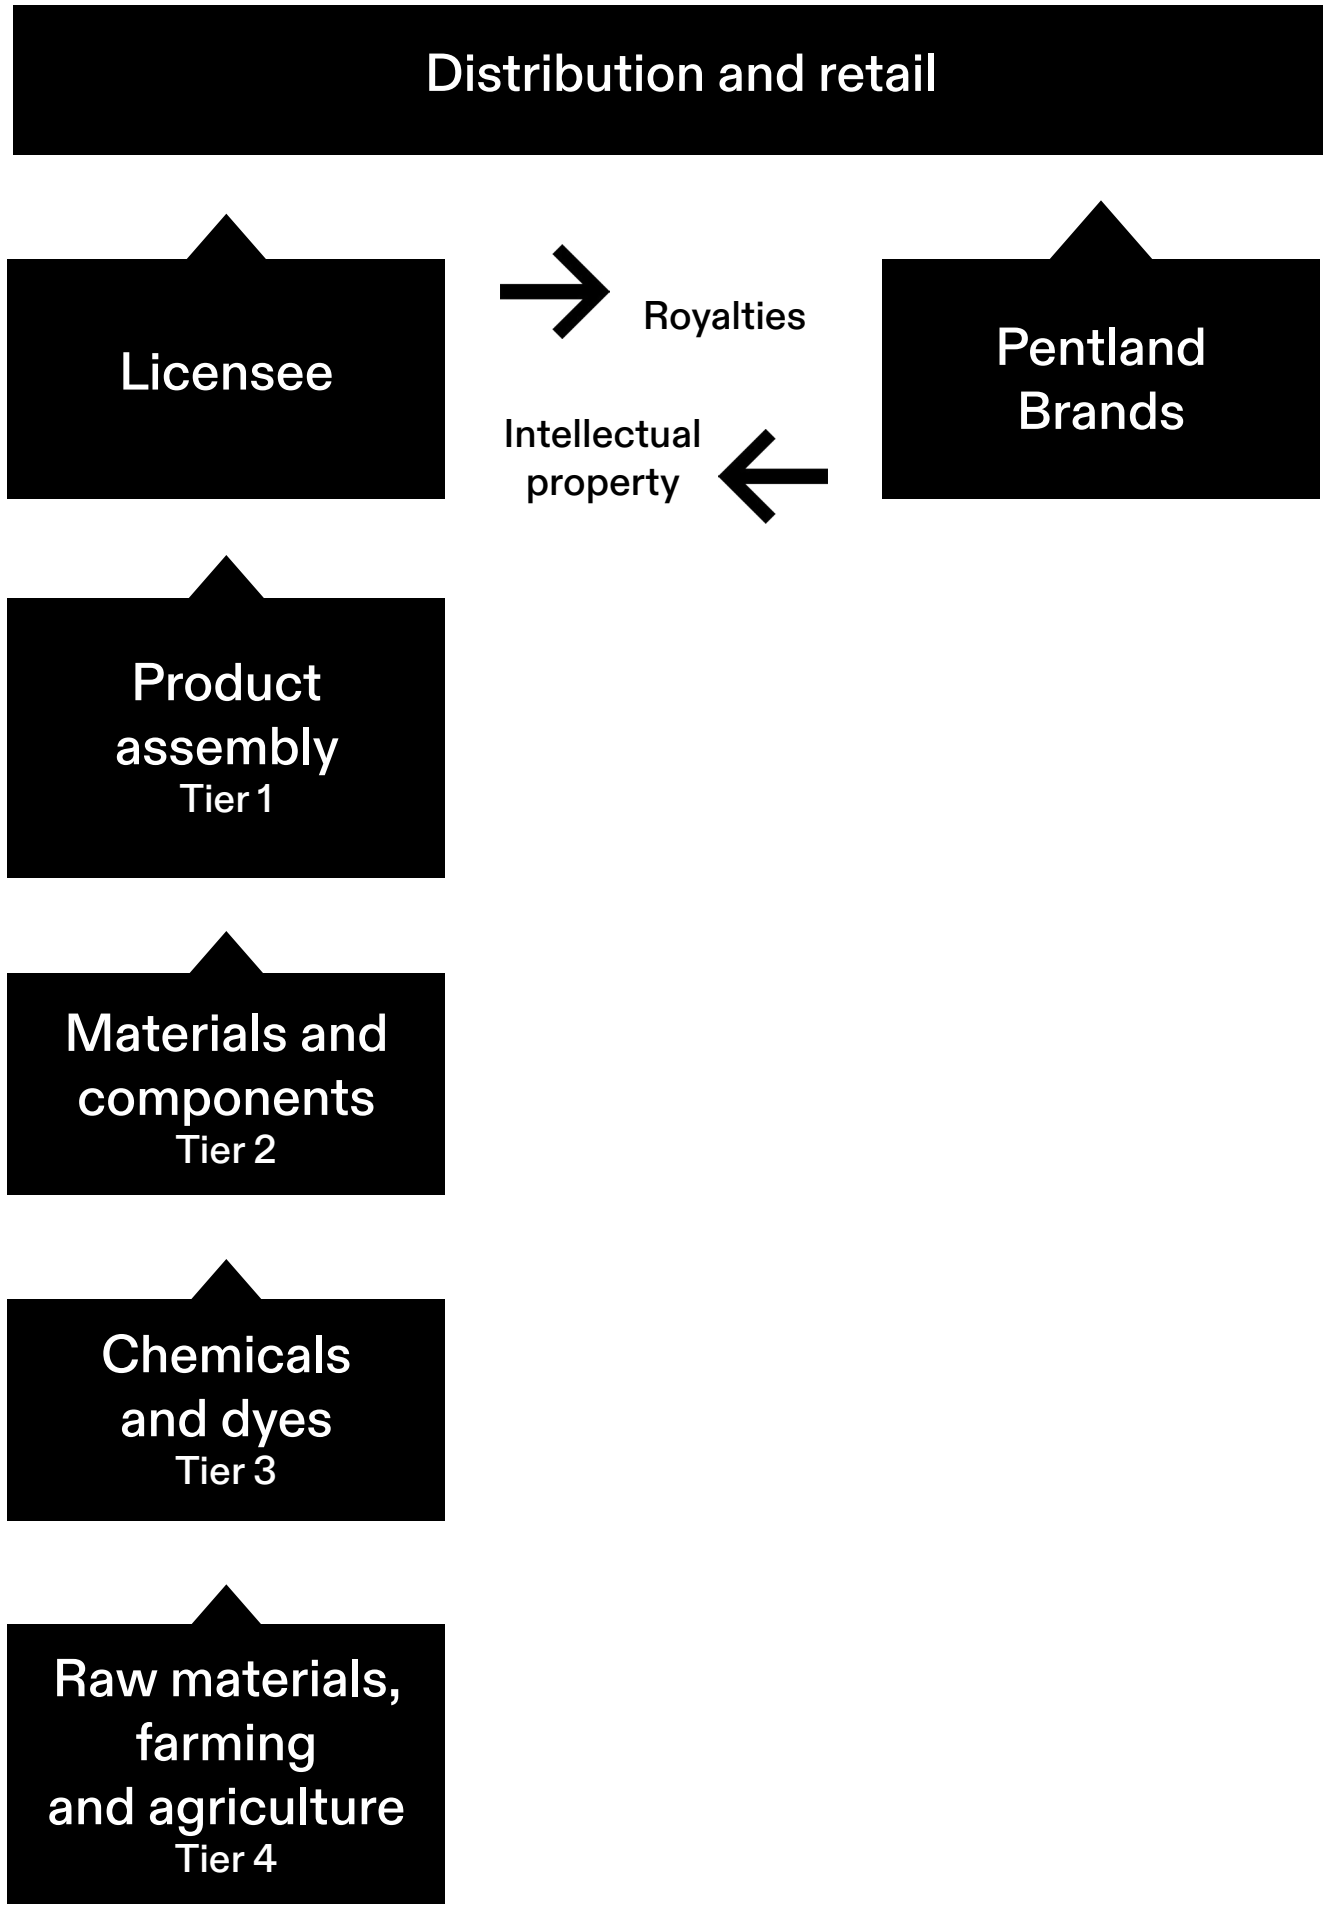 Distribution and retail
Licensee
Royalties
Intellectual
property
Pentland
Brands
Product
assembly
Tier 1
Materials and
components
Tier 2
Chemicals
and dyes
Tier 3
Raw materials,
farming
and agriculture
Tier 4